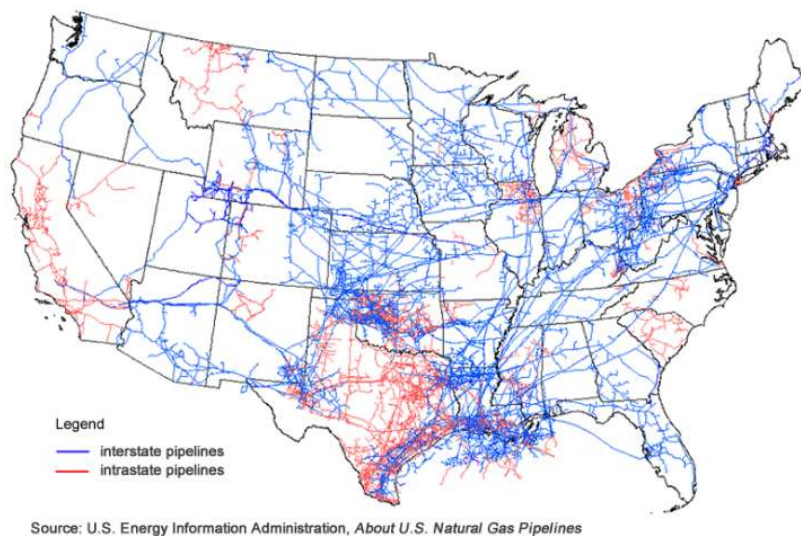 Legend
interstate pipelines
intrastate pipelines
Source: U.S. Energy Information Administration, About U.S. Natural Gas Pipelines